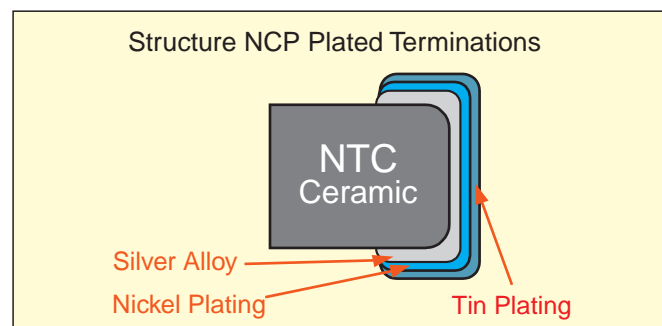 Structure NCP Plated Terminations
NTC
Ceramic
Silver Alloy
Nickel Plating
Tin Plating